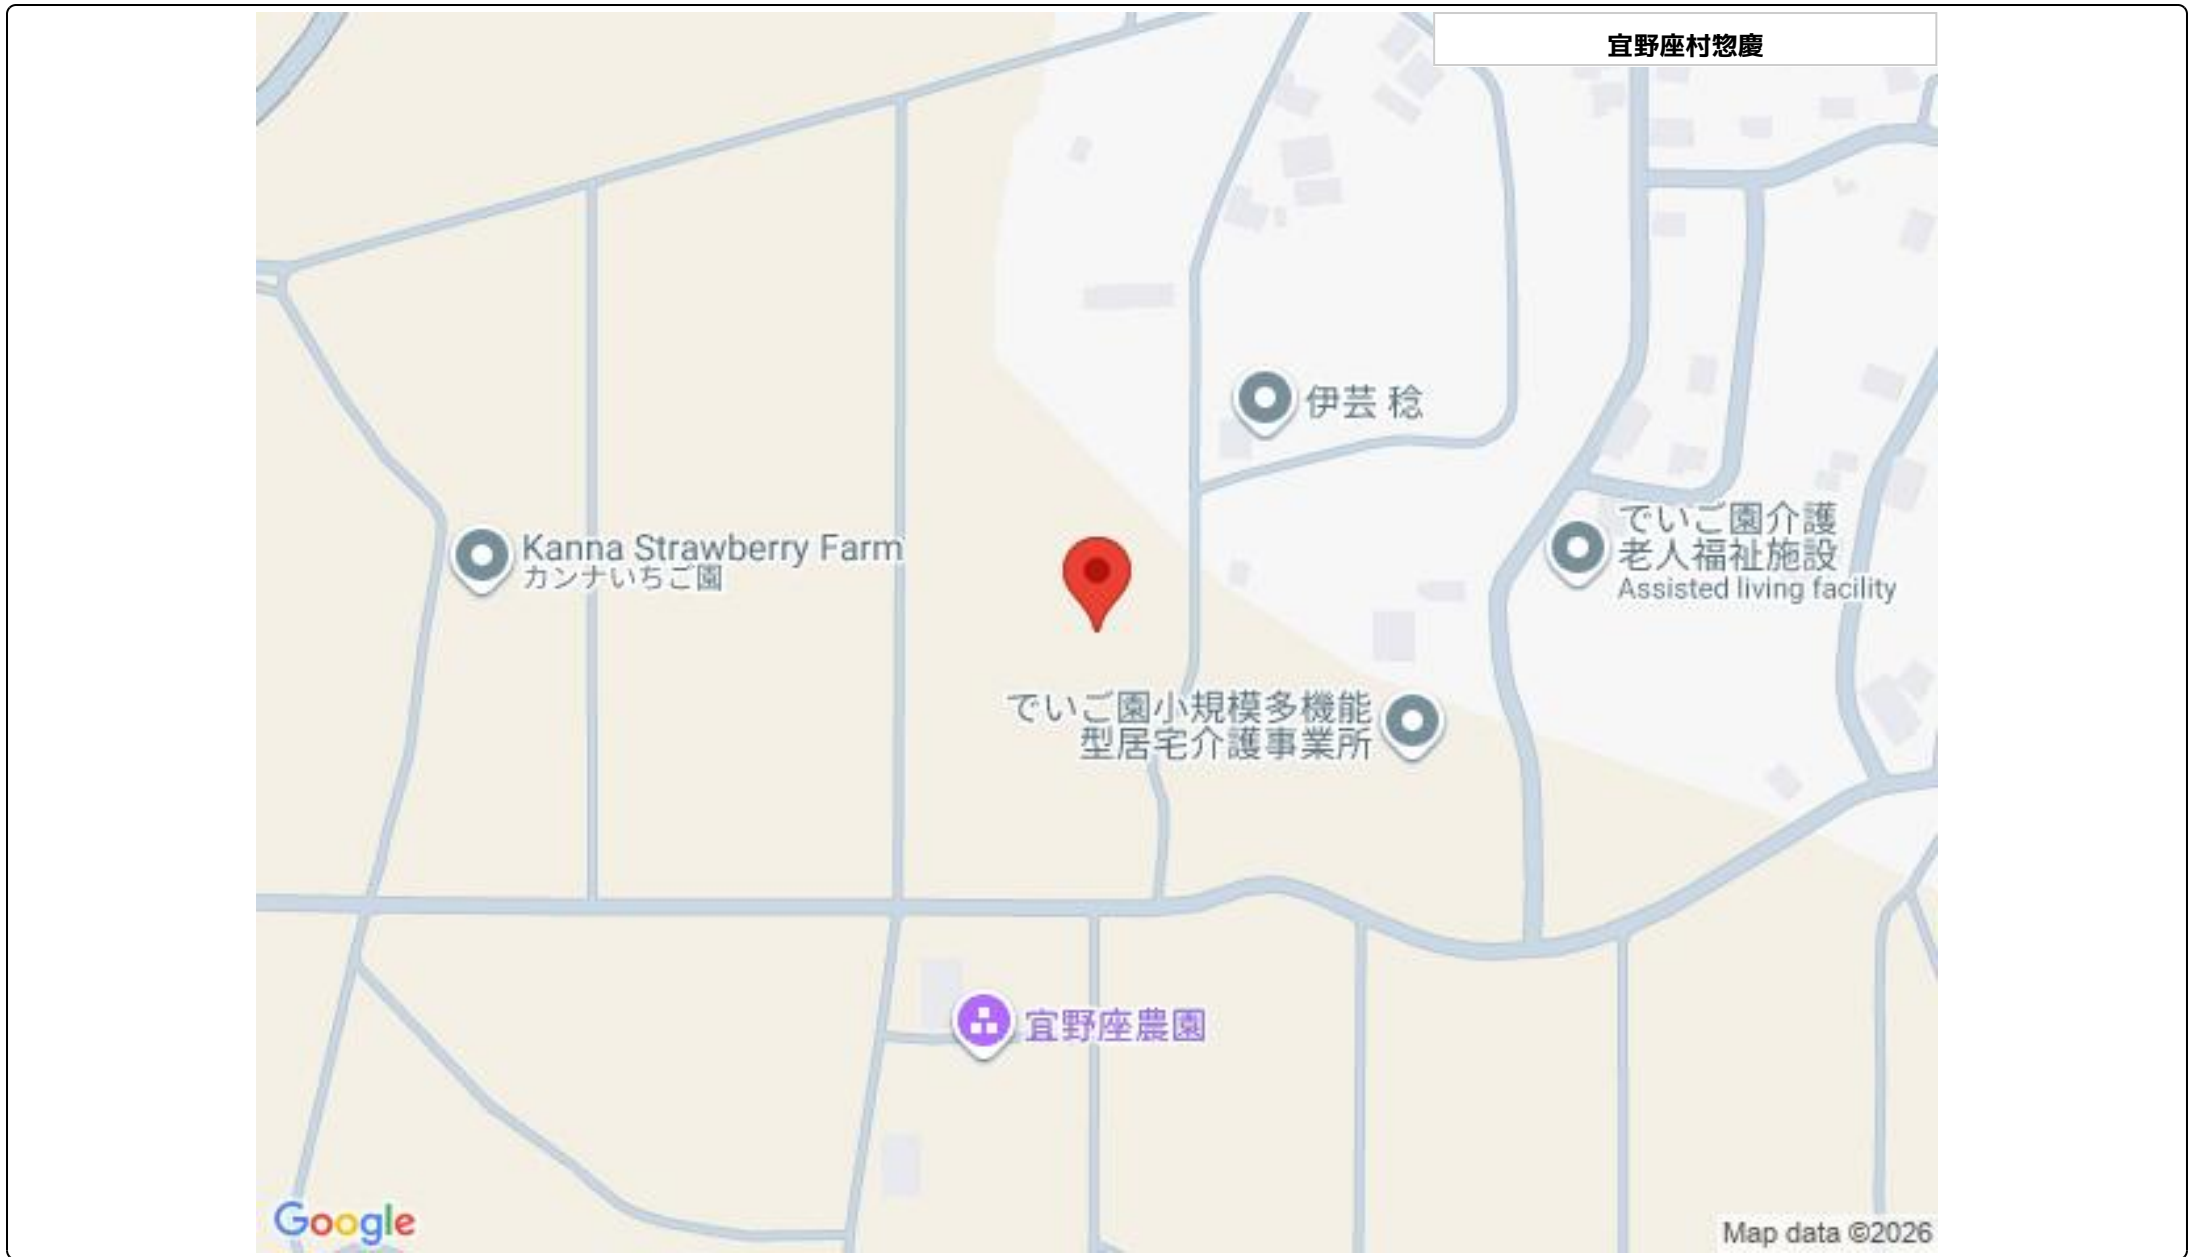 宜野座村惣慶
伊芸 稔
でいご園介護
老人福祉施設
Assisted living facility
Kanna Strawberry Farm
カンナいちご園
でいご園小規模多機能
型居宅介護事業所
宜野座農園
Google
Map data ©2026